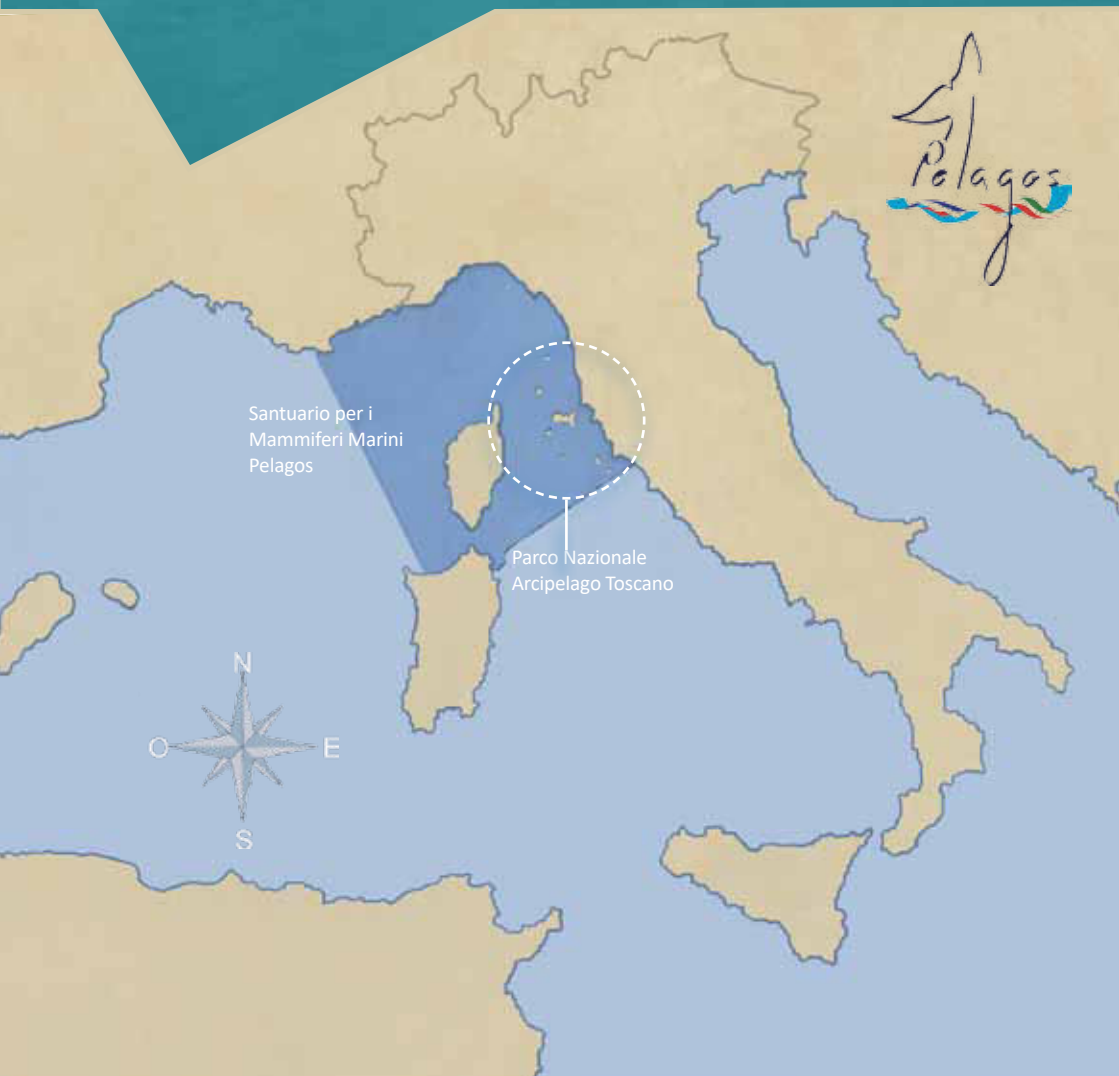 Pelagos
Santuario per i
Mammiferi Marini
Pelagos
Parco Nazionale
Arcipelago Toscano
N
O
E
S